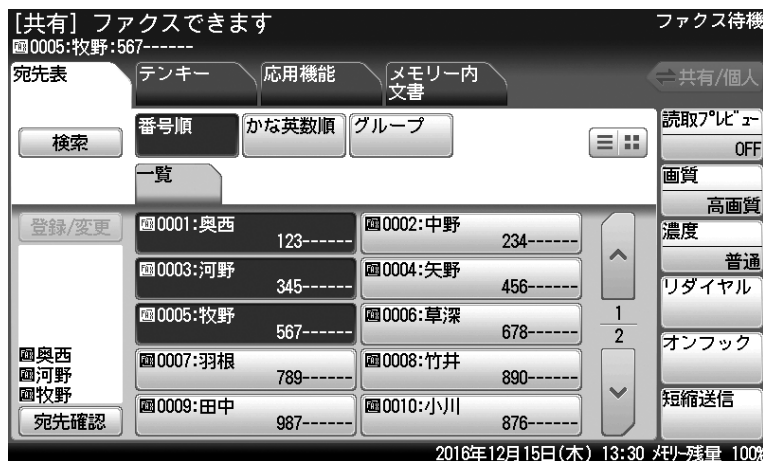 [共有] ファクスできます
ファクス待機
0005:牧野:567------
宛先表
テンキー
応用機能
メモリー内
文書
共有/個人
検索
番号順
かな英数順
グループ
読取プレビュー
OFF
一覧
画質
高画質
登録/変更
0001:奥西
123------
0002:中野
234------
濃度
普通
0003:河野
345------
0004:矢野
456------
リダイヤル
0005:牧野
567------
0006:草深
678------
1
2
オンフック
奥西
河野
牧野
0007:羽根
789------
0008:竹井
890------
短縮送信
宛先確認
0009:田中
987------
0010:小川
876------
2016年12月15日(木) 13:30 メモリー残量 100%